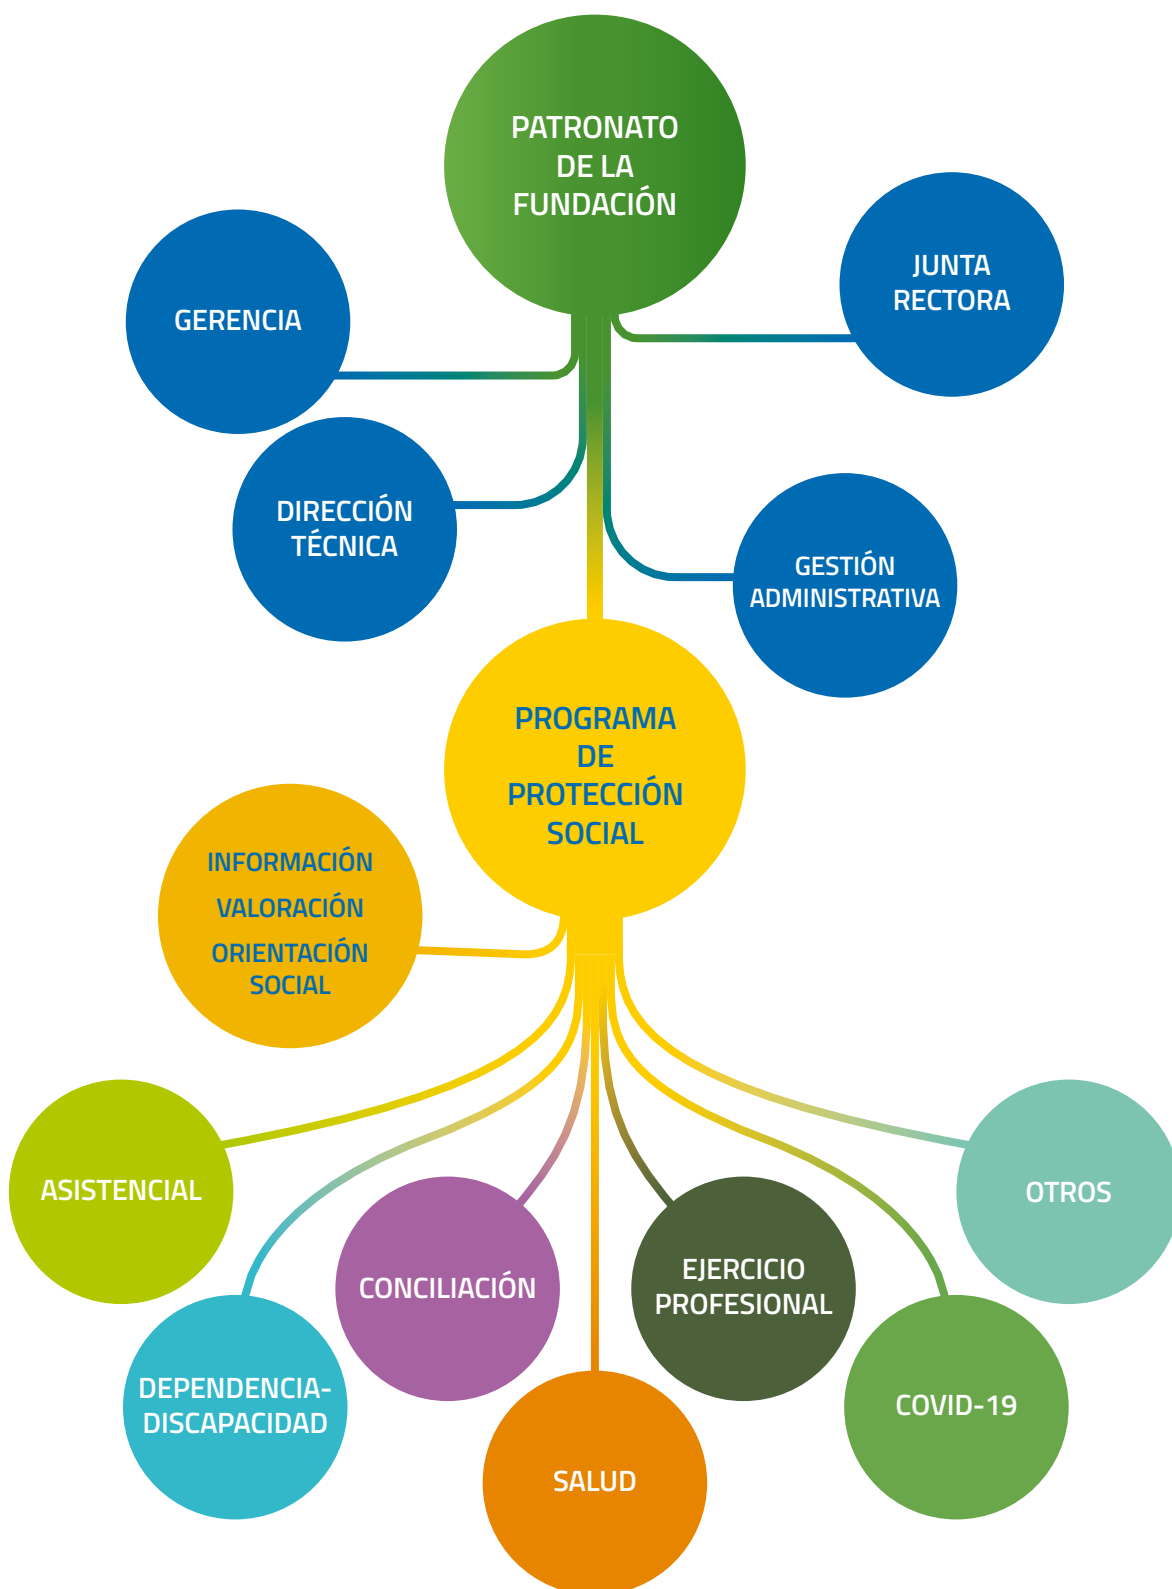 PATRONATO
DE LA
FUNDACIÓN
JUNTA
RECTORA
GERENCIA
DIRECCIÓN
TÉCNICA
GESTIÓN
ADMINISTRATIVA
PROGRAMA
DE
PROTECCIÓN
SOCIAL
INFORMACIÓN
VALORACIÓN
ORIENTACIÓN
SOCIAL
ASISTENCIAL
DEPENDENCIA-
DISCAPACIDAD
CONCILIACIÓN
SALUD
EJERCICIO
PROFESIONAL
COVID-19
OTROS